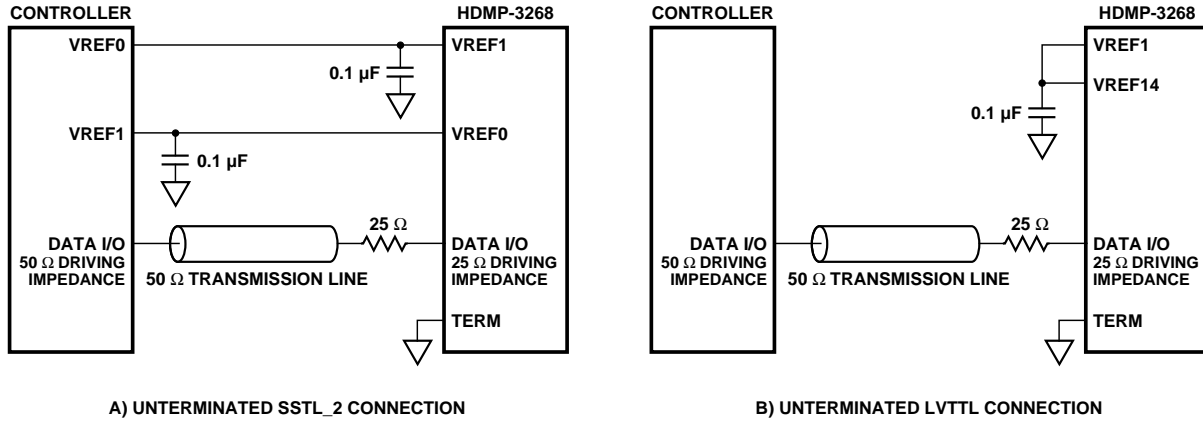 CONTROLLER
HDMP-3268
VREF0
VREF1
0.1 µF
VREF1
VREF0
0.1 µF
25 Ω
DATA I/O
50 Ω DRIVING
IMPEDANCE
50 Ω TRANSMISSION LINE
DATA I/O
25 Ω DRIVING
IMPEDANCE
TERM
A) UNTERMINATED SSTL_2 CONNECTION
CONTROLLER
HDMP-3268
VREF1
VREF14
0.1 µF
25 Ω
DATA I/O
50 Ω DRIVING
IMPEDANCE
50 Ω TRANSMISSION LINE
DATA I/O
25 Ω DRIVING
IMPEDANCE
TERM
B) UNTERMINATED LVTTL CONNECTION